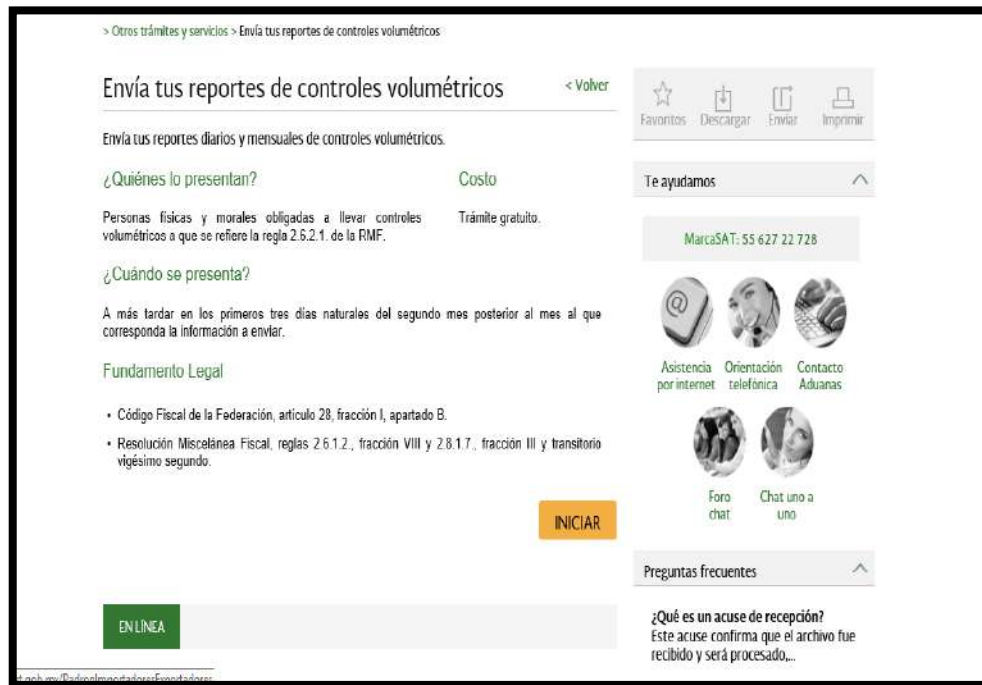 > Otros trámites y servicios > Envía tus reportes de controles volumétricos
Envía tus reportes de controles volumétricos
< Volver
Envía tus reportes diarios y mensuales de controles volumétricos.
¿Quiénes lo presentan?
Personas físicas y morales obligadas a llevar controles
volumétricos a que se refiere la regla 2.6.2.1. de la RMF.
Costo
Trámite gratuito.
¿Cuándo se presenta?
A más tardar en los primeros tres días naturales del segundo mes posterior al mes al que
corresponda la información a enviar.
Fundamento Legal
• Código Fiscal de la Federación, artículo 28, fracción I, apartado B.
• Resolución Miscelánea Fiscal, reglas 2.6.1.2., fracción VIII y 2.8.1.7., fracción III y transitorio
vigésimo segundo.
INICIAR
EN LÍNEA
Favoritos Descargar Enviar Imprimir
Te ayudamos
MarcaSAT: 55 627 22 728
Asistencia
por internet
Orientación
telefónica
Contacto
Aduanas
Foro
chat
Chat uno a
uno
Preguntas frecuentes
¿Qué es un acuse de recepción?
Este acuse confirma que el archivo fue
recibido y será procesado,...
gob.mx/PadronImportadoresExportadores